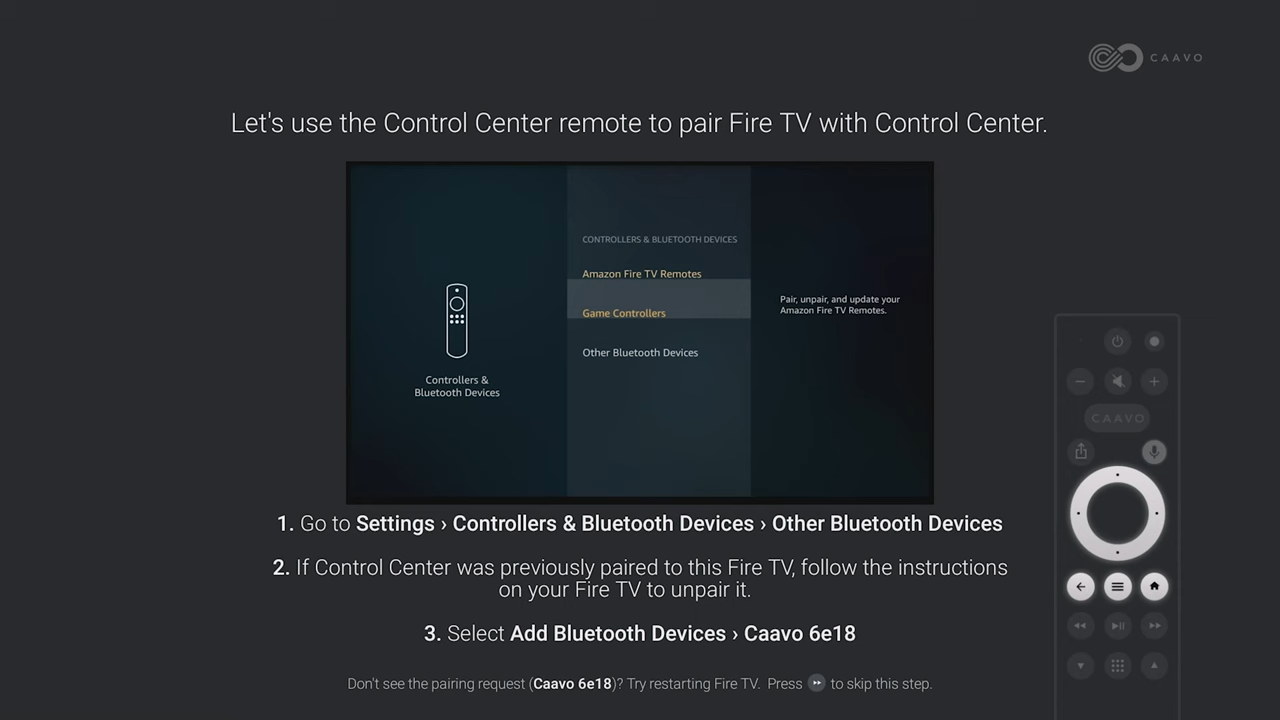 CAAVO
Let's use the Control Center remote to pair Fire TV with Control Center.
CONTROLLERS & BLUETOOTH DEVICES
Amazon Fire TV Remotes
Game Controllers
Other Bluetooth Devices
Controllers &
Bluetooth Devices
Pair, unpair, and update your
Amazon Fire TV Remotes.
CAAVO
1. Go to Settings › Controllers & Bluetooth Devices › Other Bluetooth Devices
2. If Control Center was previously paired to this Fire TV, follow the instructions
on your Fire TV to unpair it.
3. Select Add Bluetooth Devices › Caavo 6e18
Don't see the pairing request (Caavo 6e18)? Try restarting Fire TV. Press to skip this step.